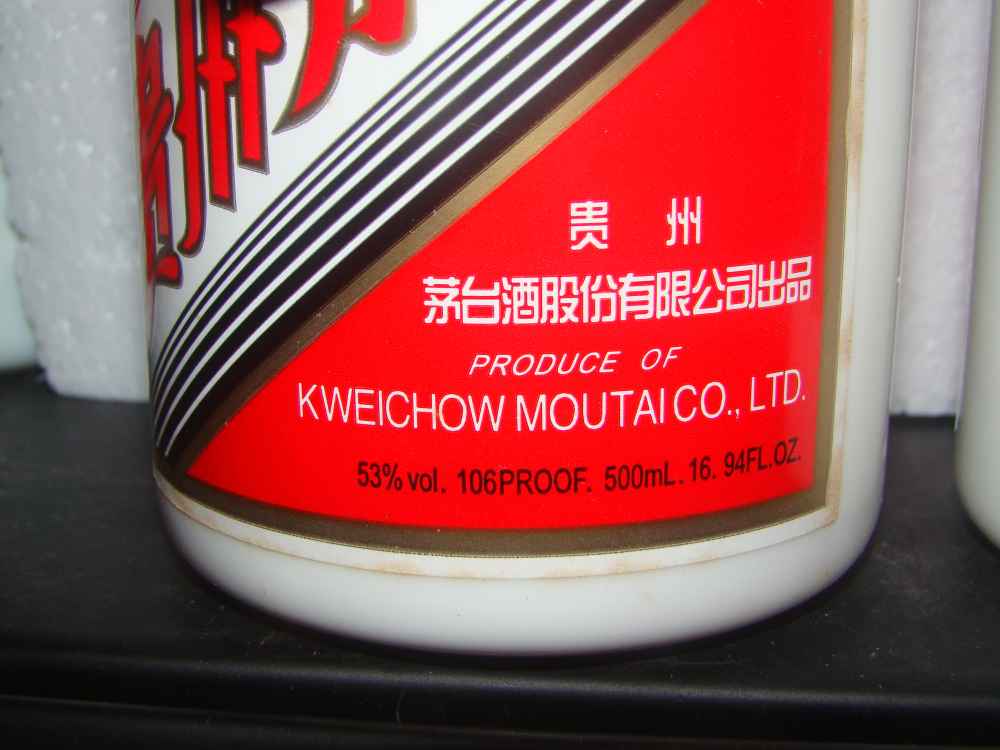 贵 州
茅台酒股份有限公司出品
PRODUCE OF
KWEICHOW MOUTAI CO., LTD.
53% vol. 106PROOF. 500mL. 16. 94FL.OZ.